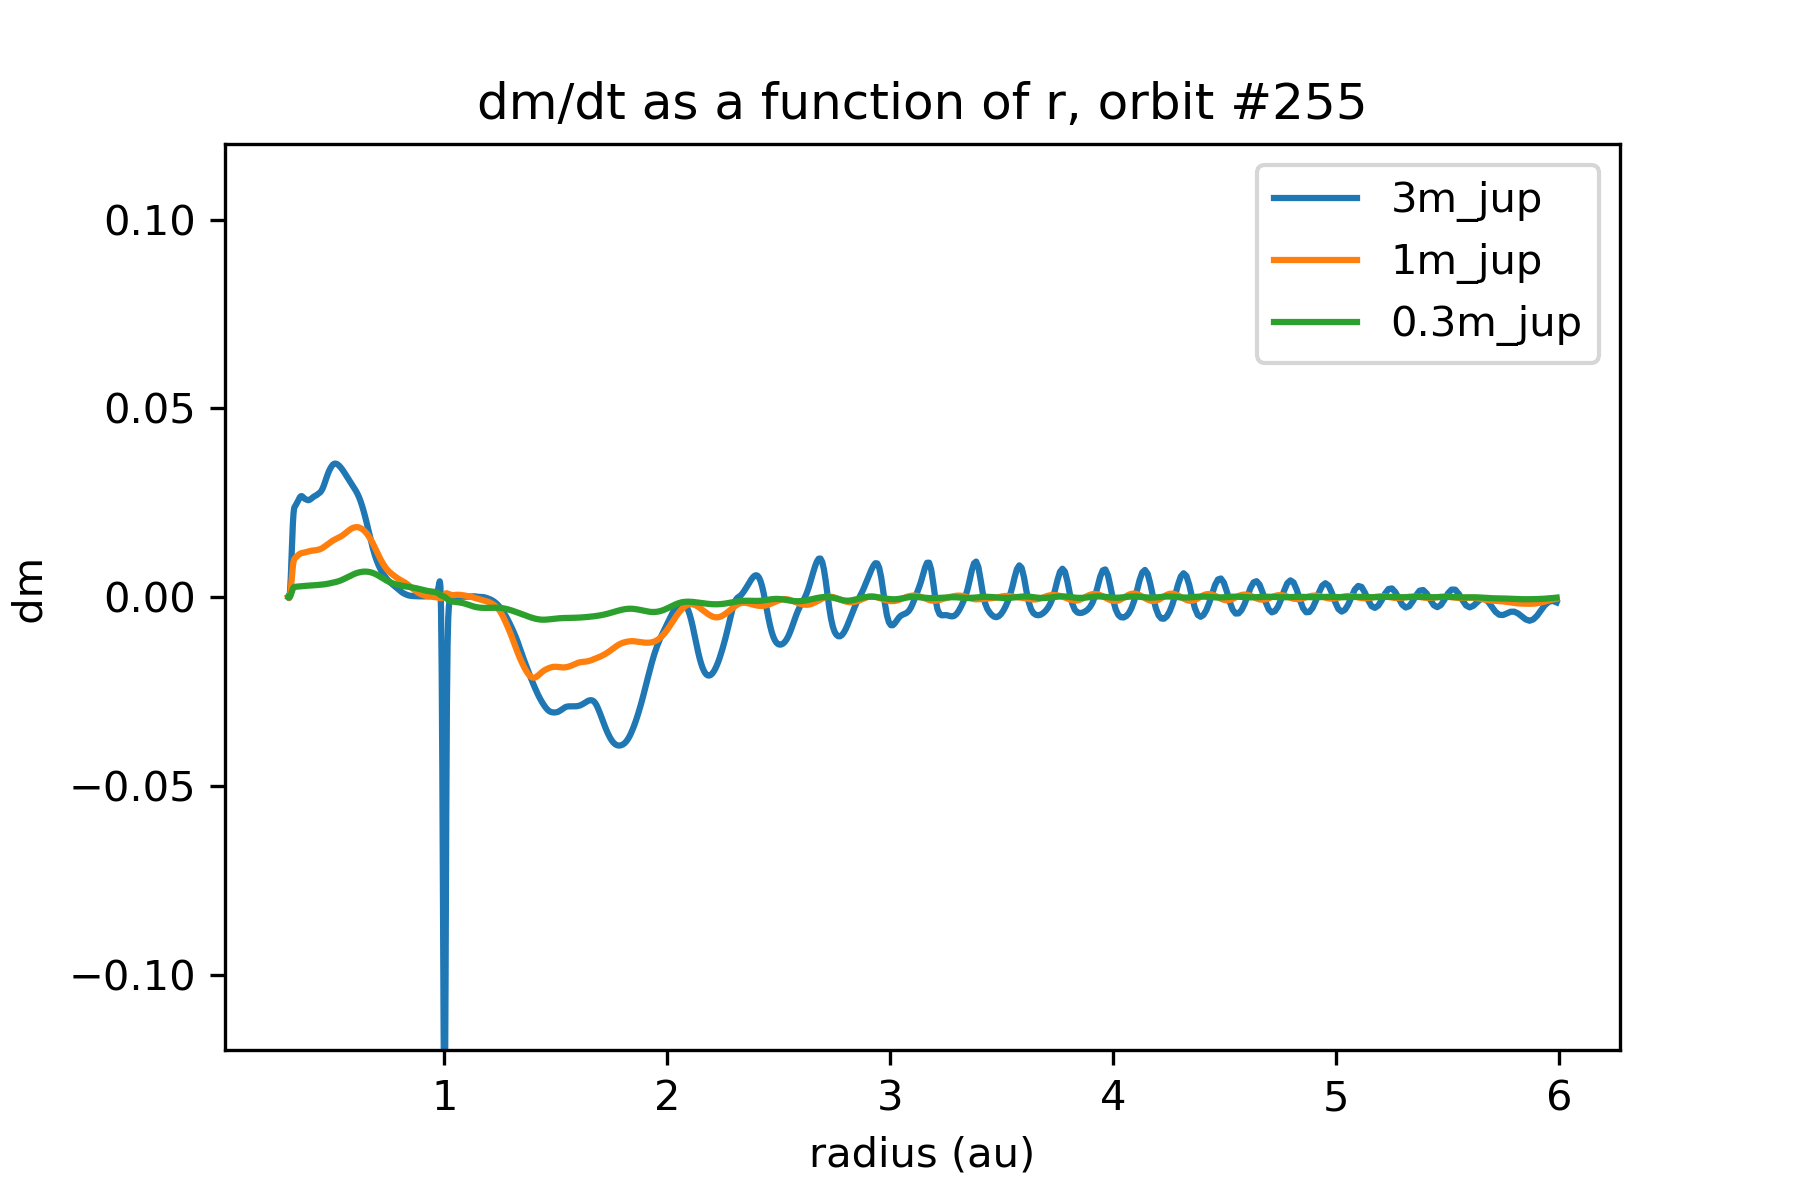 dm/dt as a function of r, orbit #255
3m_jup
1m_jup
0.3m_jup
0.10
0.05
0.00
−0.05
−0.10
dm
1 2 3 4 5 6
radius (au)